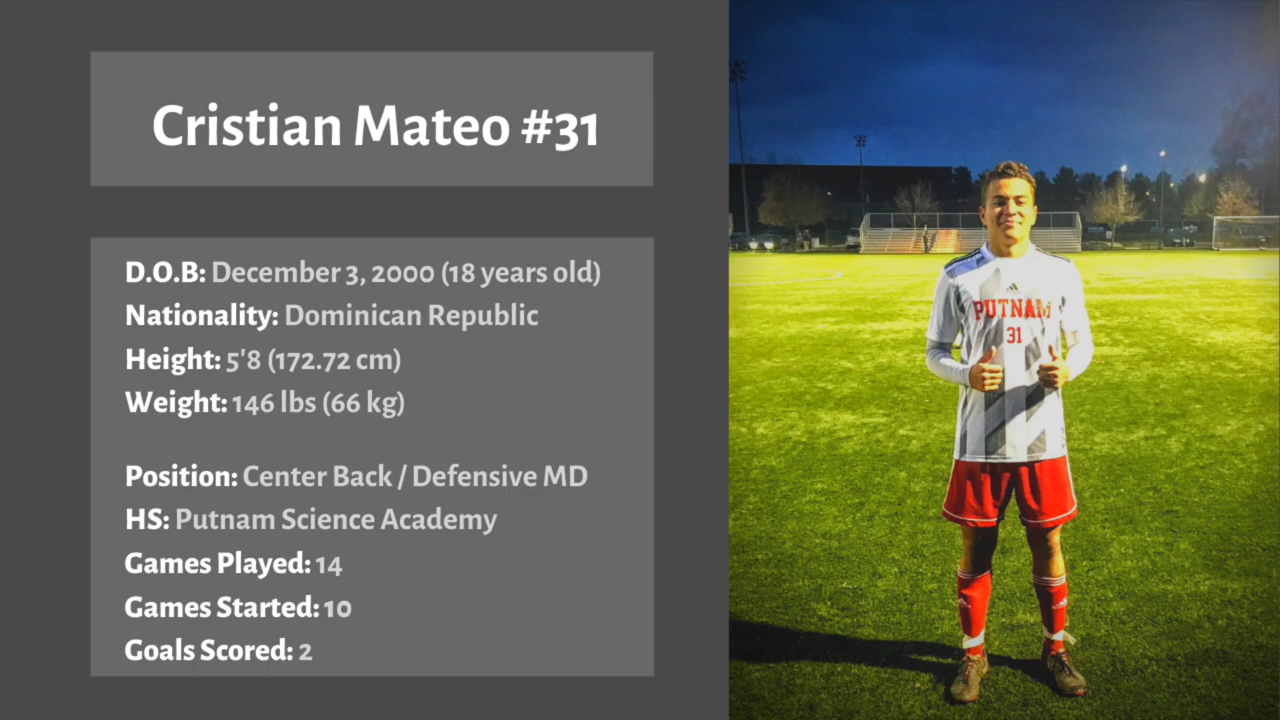 Cristian Mateo #31
D.O.B: December 3, 2000 (18 years old)
Nationality: Dominican Republic
Height: 5'8 (172.72 cm)
Weight: 146 lbs (66 kg)
Position: Center Back / Defensive MD
HS: Putnam Science Academy
Games Played: 14
Games Started: 10
Goals Scored: 2
PUTNAM
31